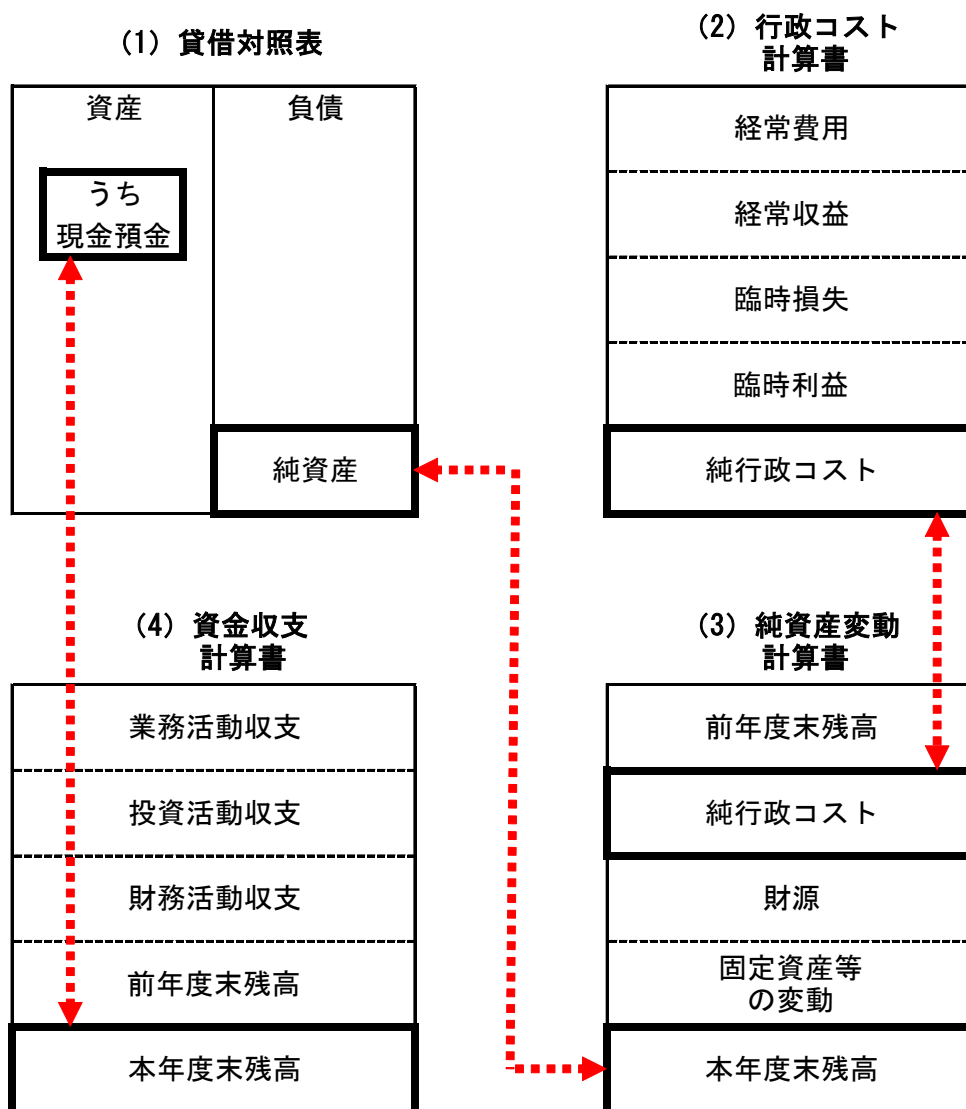 (1) 貸借対照表
資産
負債
うち
現金預金
純資産
(2) 行政コスト
計算書
経常費用
経常収益
臨時損失
臨時利益
純行政コスト
(4) 資金収支
計算書
業務活動収支
投資活動収支
財務活動収支
前年度末残高
本年度末残高
(3) 純資産変動
計算書
前年度末残高
純行政コスト
財源
固定資産等
の変動
本年度末残高